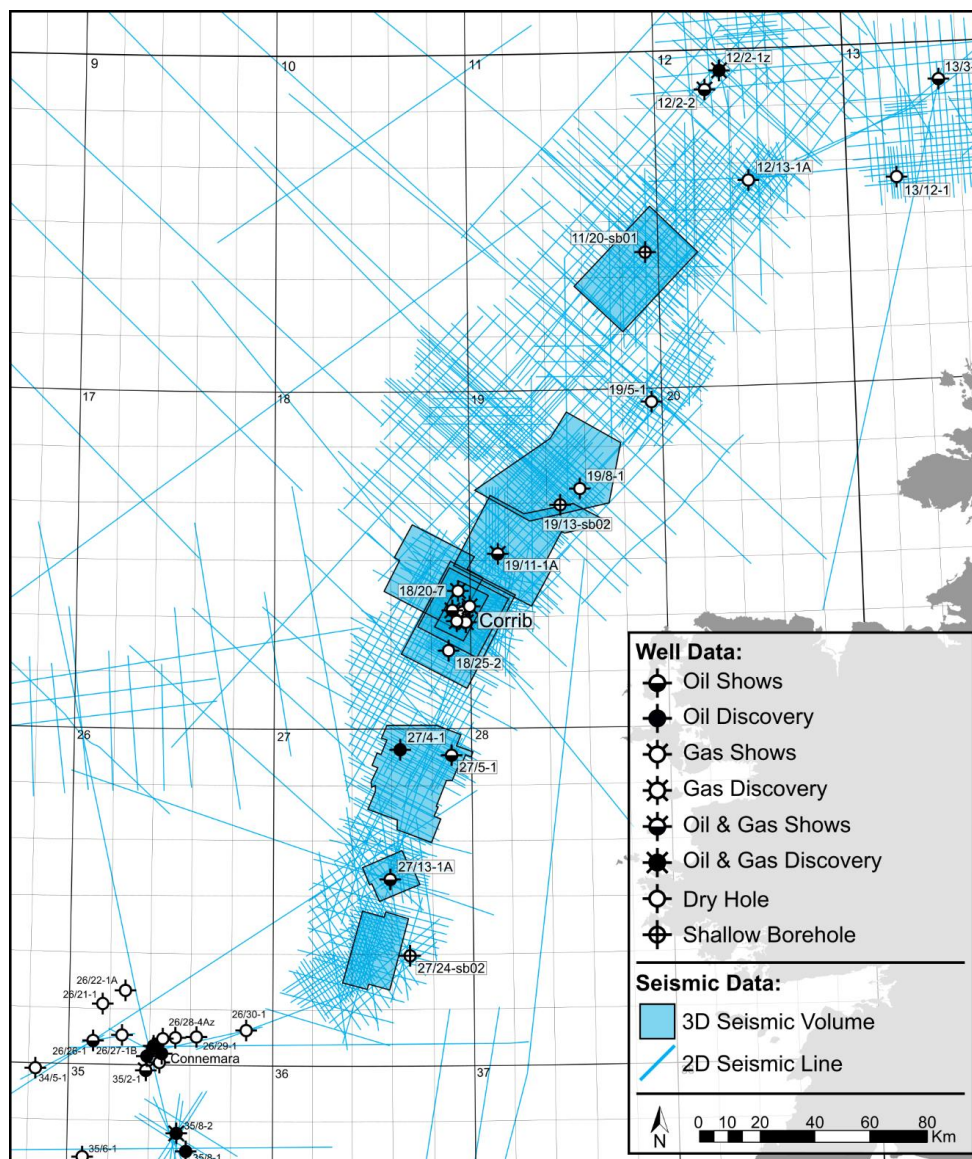 9
10
11
12
13
12/2-1z
12/2-2
13/3-
12/13-1A
13/12-1
11/20-sb01
17
18
19
20
19/5-1
19/8-1
19/13-sb02
19/11-1A
18/20-7
Corrib
18/25-2
26
27
28
27/4-1
27/5-1
27/13-1A
27/24-sb02
26/22-1A
26/21-1
26/28-4Az
26/30-1
26/26-1
26/27-1B
26/29-1
Connemara
34/5-1
35
35/2-1
36
37
35/8-2
35/6-1
35/8-1
Well Data:
Oil Shows
Oil Discovery
Gas Shows
Gas Discovery
Oil & Gas Shows
Oil & Gas Discovery
Dry Hole
Shallow Borehole
Seismic Data:
3D Seismic Volume
2D Seismic Line
N
0 20 40 60 80
Km